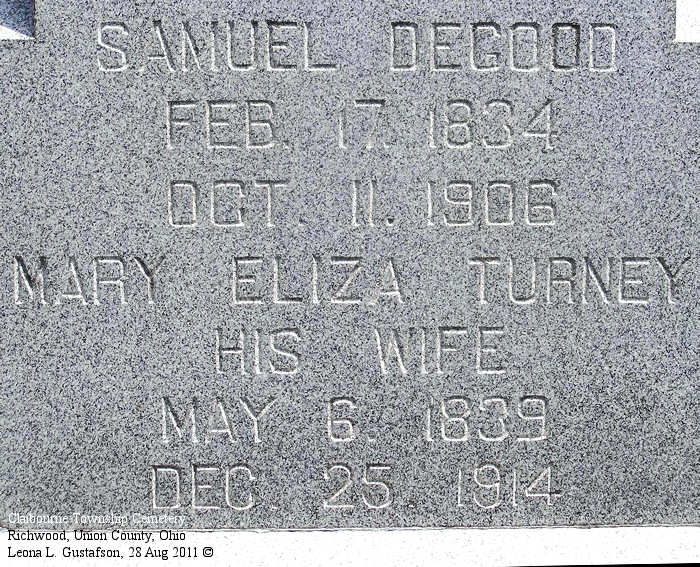 SAMUEL DEGOOD
FEB. 17. 1834
OCT. 11. 1906
MARY ELIZA TURNEY
HIS WIFE
MAY 6. 1839
DEC. 25 1914
Claibourne Township Cemetery
Richwood, Union County, Ohio
Leona L. Gustafson, 28 Aug 2011 ©